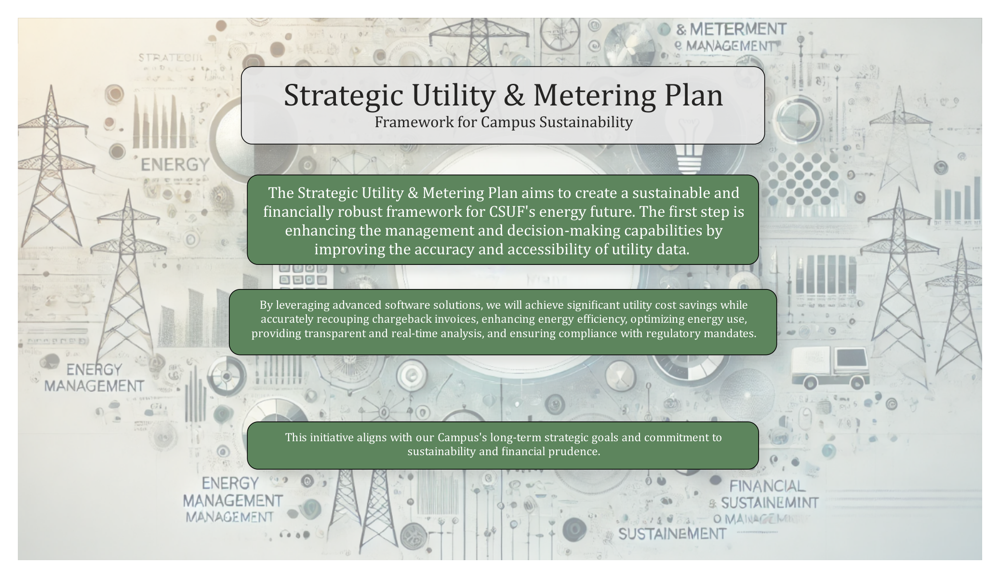 & METERMENT
e MANAGEMENT
Strategic Utility & Metering Plan
Framework for Campus Sustainability
ENERGY
The Strategic Utility & Metering Plan aims to create a sustainable and
financially robust framework for CSUF's energy future. The first step is
enhancing the management and decision-making capabilities by
improving the accuracy and accessibility of utility data.
By leveraging advanced software solutions, we will achieve significant utility cost savings while
accurately recouping chargeback invoices, enhancing energy efficiency, optimizing energy use,
providing transparent and real-time analysis, and ensuring compliance with regulatory mandates.
ENERGY
MANAGEMENT
This initiative aligns with our Campus's long-term strategic goals and commitment to
sustainability and financial prudence.
ENERGY
MANAGEMENT
MANAGEMENT
FINANCIAL
& SUSTAINEMINT
SUSTAINEMENT